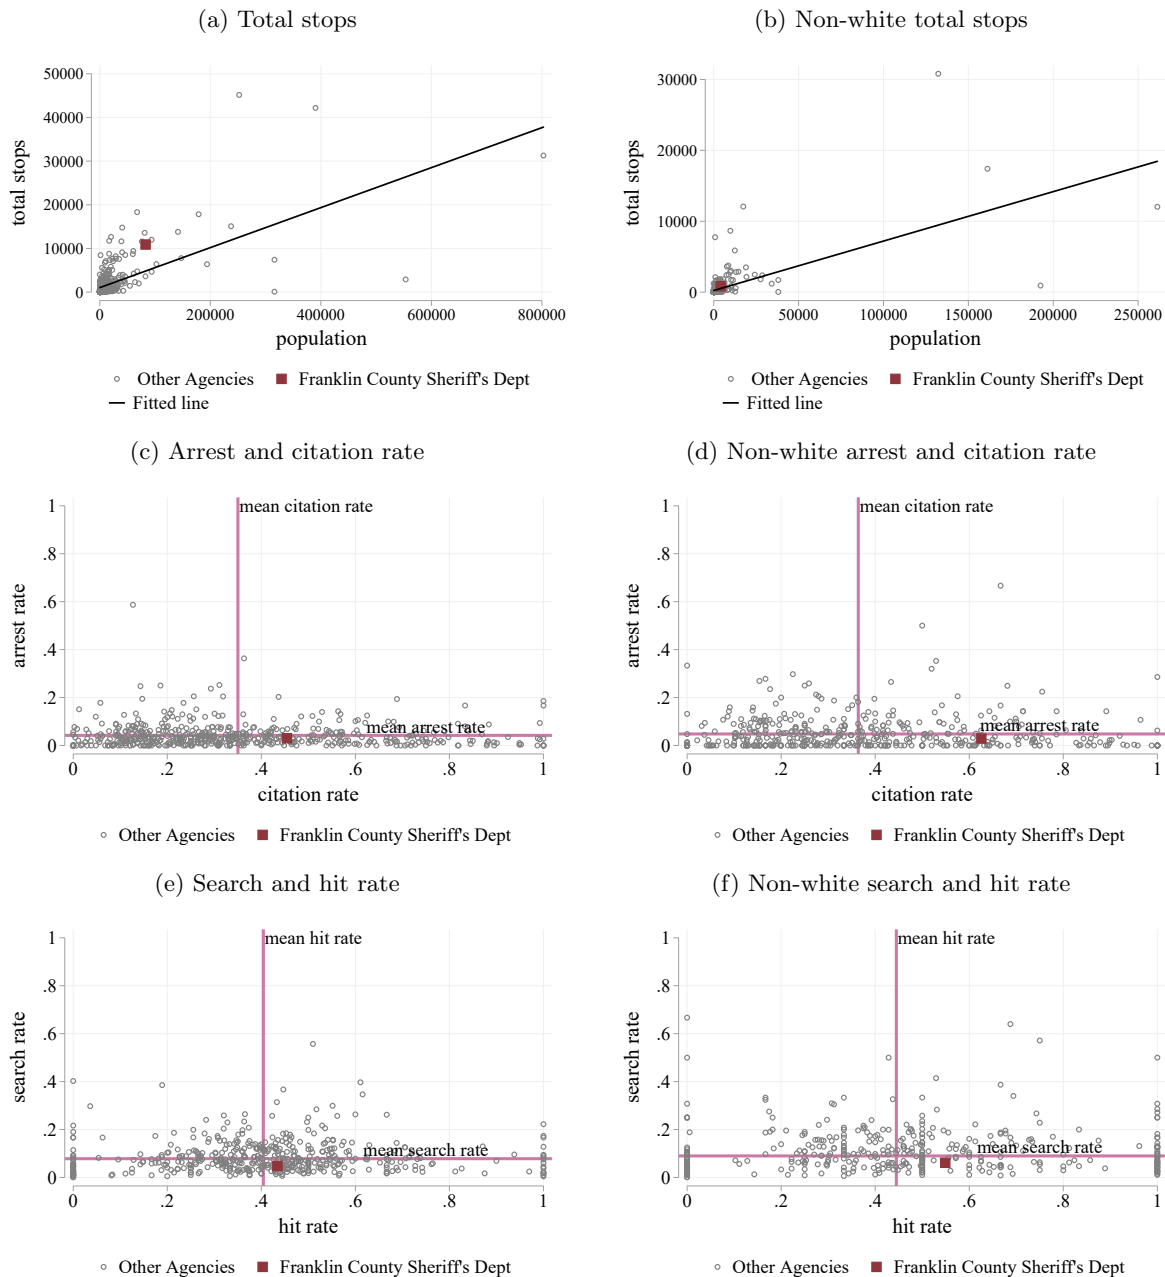 (a) Total stops
(b) Non-white total stops
50000
40000
30000
20000
10000
0
total stops
0 200000 400000 600000 800000
population
30000
20000
10000
0
total stops
0 50000 100000 150000 200000 250000
population
Other Agencies Franklin County Sheriff's Dept
Fitted line
Other Agencies Franklin County Sheriff's Dept
Fitted line
(c) Arrest and citation rate
(d) Non-white arrest and citation rate
1
.8
.6
.4
.2
0
arrest rate
mean citation rate
mean arrest rate
0 .2 .4 .6 .8 1
citation rate
1
.8
.6
.4
.2
0
arrest rate
mean citation rate
mean arrest rate
0 .2 .4 .6 .8 1
citation rate
Other Agencies Franklin County Sheriff's Dept
Other Agencies Franklin County Sheriff's Dept
(e) Search and hit rate
(f) Non-white search and hit rate
1
.8
.6
.4
.2
0
search rate
mean hit rate
mean search rate
0 .2 .4 .6 .8 1
hit rate
1
.8
.6
.4
.2
0
search rate
mean hit rate
mean search rate
0 .2 .4 .6 .8 1
hit rate
Other Agencies Franklin County Sheriff's Dept
Other Agencies Franklin County Sheriff's Dept